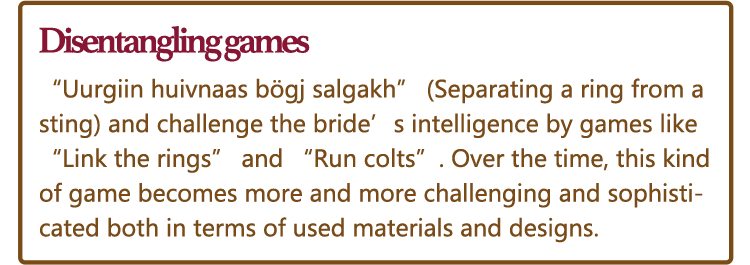 Disentangling games
“Uurgiin huivnaas bögj salgakh” (Separating a ring from a
sting) and challenge the bride’s intelligence by games like
“Link the rings” and “Run colts”. Over the time, this kind
of game becomes more and more challenging and sophisti-
cated both in terms of used materials and designs.